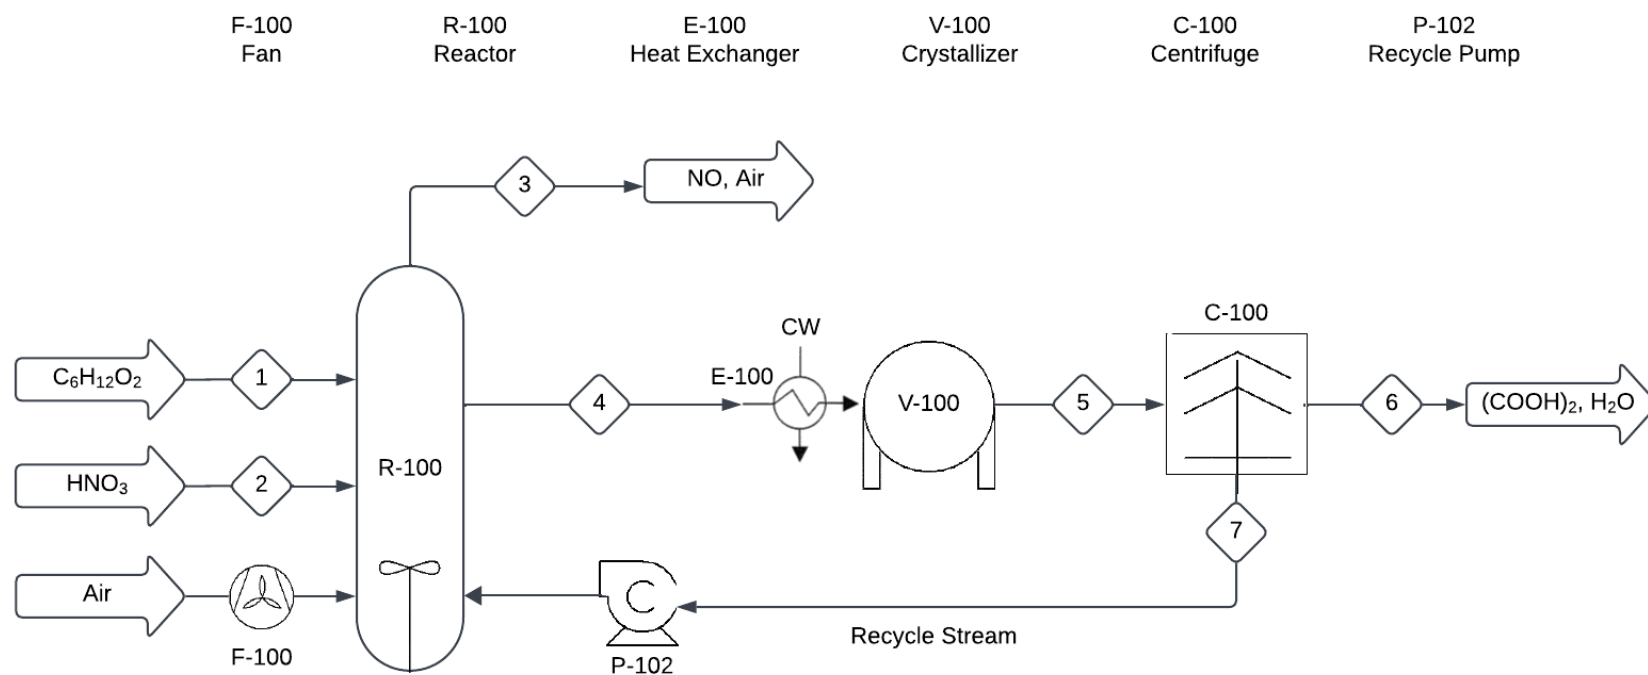 F-100
Fan
R-100
Reactor
E-100
Heat Exchanger
V-100
Crystallizer
C-100
Centrifuge
P-102
Recycle Pump
3
NO, Air
C₆H₁₂O₂
1
HNO₃
2
Air
F-100
R-100
4
CW
E-100
V-100
5
C-100
6
(COOH)₂, H₂O
7
C
P-102
Recycle Stream